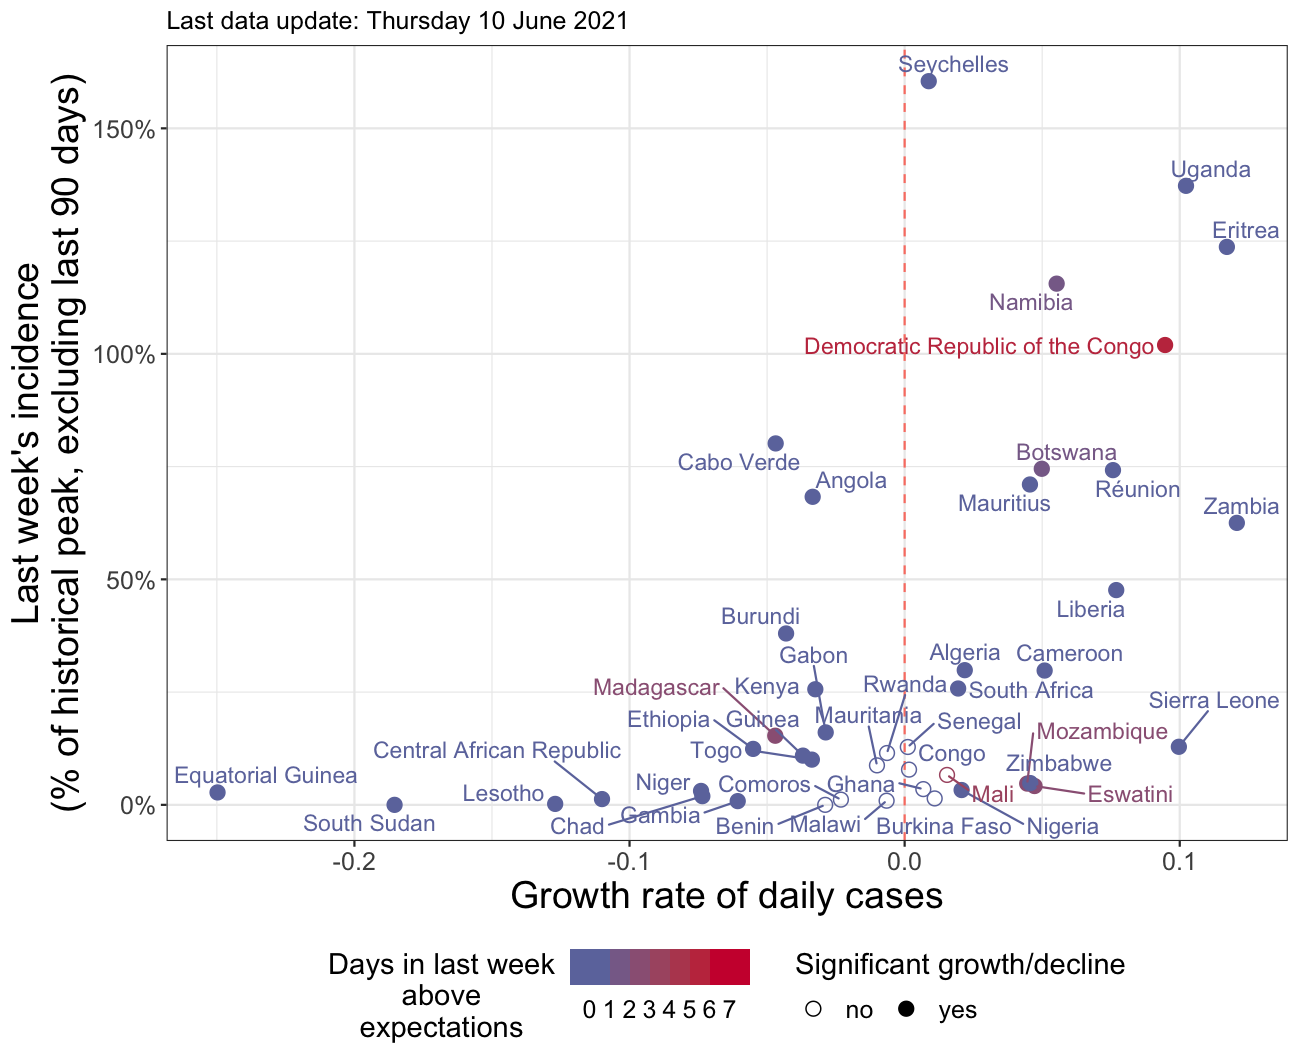 Last data update: Thursday 10 June 2021
Last week's incidence
(% of historical peak, excluding last 90 days)
150%
100%
50%
0%
Seychelles
Uganda
Eritrea
Namibia
Democratic Republic of the Congo
Botswana
Cabo Verde
Angola
Réunion
Mauritius
Zambia
Liberia
Burundi
Gabon
Algeria
Cameroon
Madagascar
Kenya
Rwanda
South Africa
Sierra Leone
Ethiopia
Guinea
Mauritania
Senegal
Mozambique
Central African Republic
Togo
Congo
Zimbabwe
Equatorial Guinea
Lesotho
Niger
Comoros
Ghana
Mali
Eswatini
South Sudan
Chad
Gambia
Benin
Malawi
Burkina Faso
Nigeria
-0.2
-0.1
0.0
0.1
Growth rate of daily cases
Days in last week
above
expectations
0 1 2 3 4 5 6 7
Significant growth/decline
no
yes